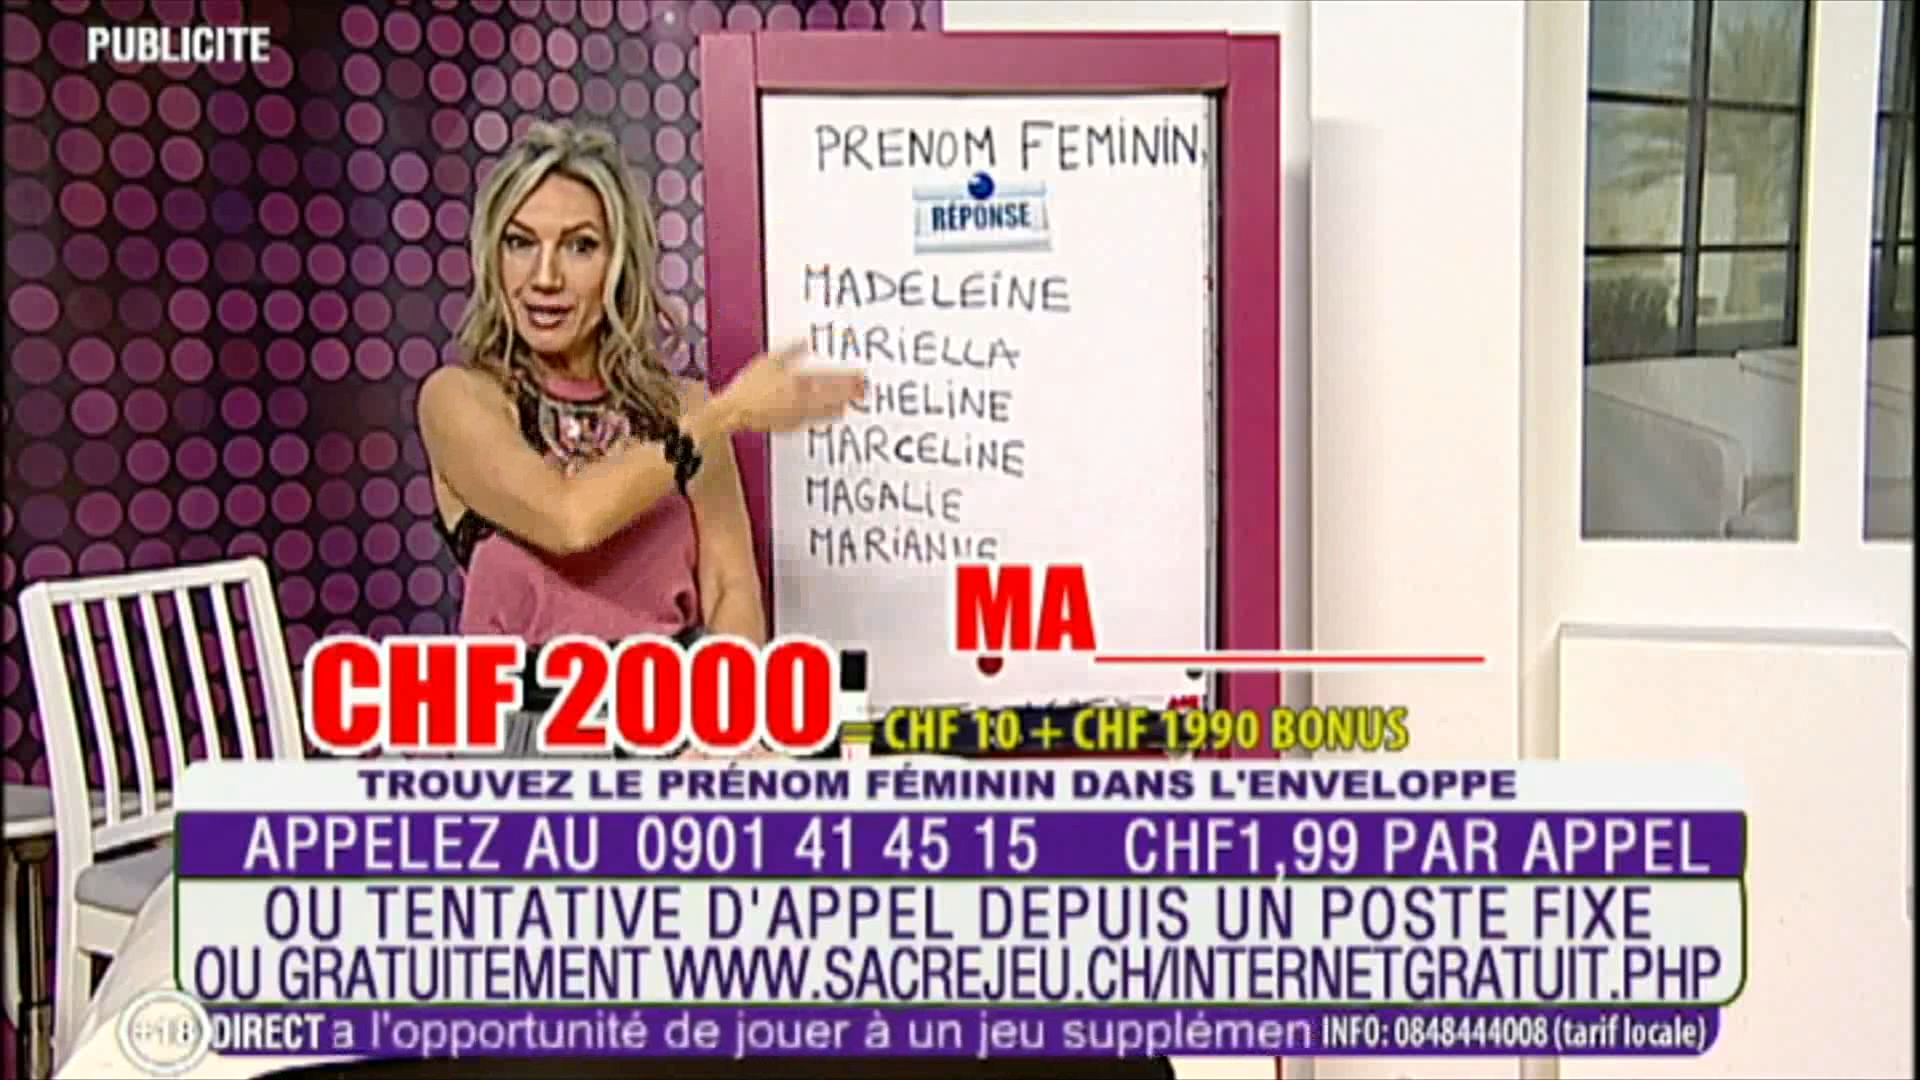 PUBLICITE
PRENOM FEMININ
RÉPONSE
MADELEINE
MARIELLA
CHELINE
MARCELINE
MAGALIE
MARIANNE
MA
CHF 2000
= CHF 10 + CHF 1990 BONUS
TROUVEZ LE PRÉNOM FÉMININ DANS L'ENVELOPPE
APPELEZ AU 0901 41 45 15 CHF1,99 PAR APPEL
OU TENTATIVE D'APPEL DEPUIS UN POSTE FIXE
OU GRATUITEMENT WWW.SACREJEU.CH/INTERNETGRATUIT.PHP
+18 DIRECT a l'opportunité de jouer à un jeu supplémen INFO: 0848444008 (tarif locale)